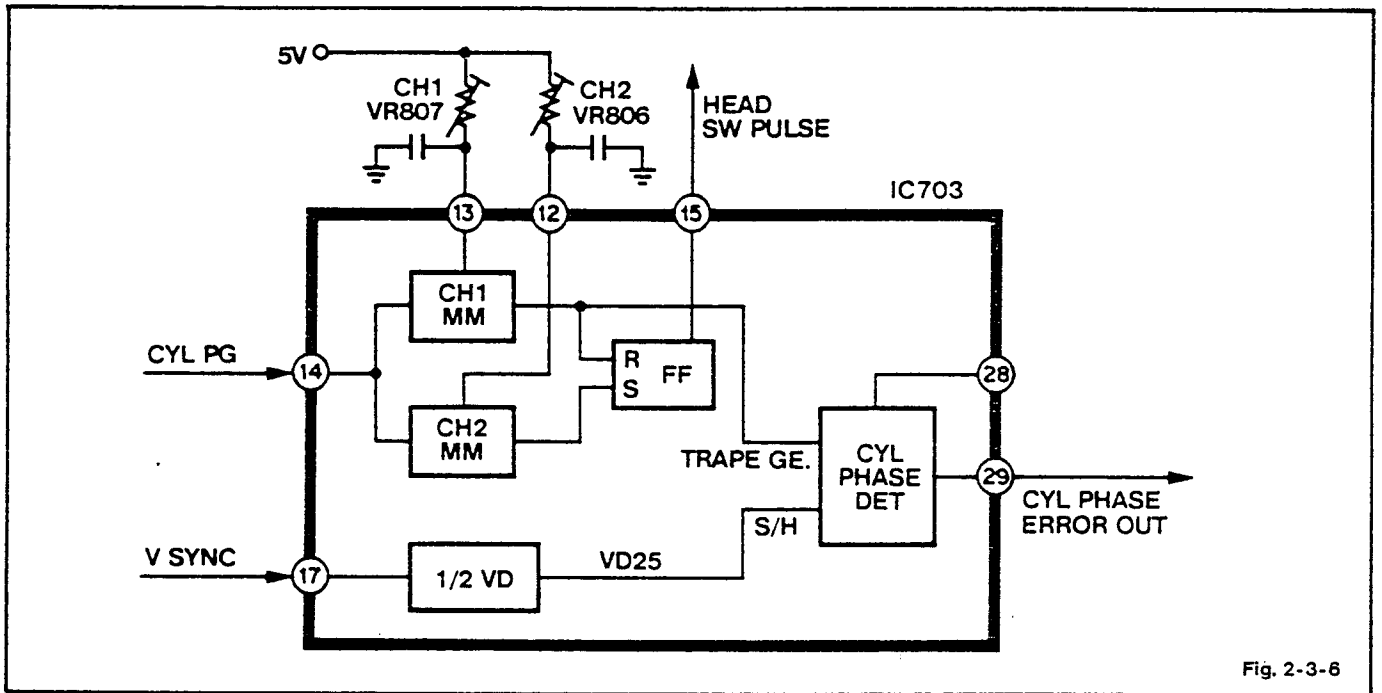 5V
CH1
VR807
CH2
VR806
HEAD
SW PULSE
IC703
13
12
15
CH1
MM
CYL PG
14
R
S
FF
28
CH2
MM
TRAPE GE.
CYL
PHASE
DET
29
CYL PHASE
ERROR OUT
S/H
V SYNC
17
1/2 VD
VD25
Fig. 2-3-6